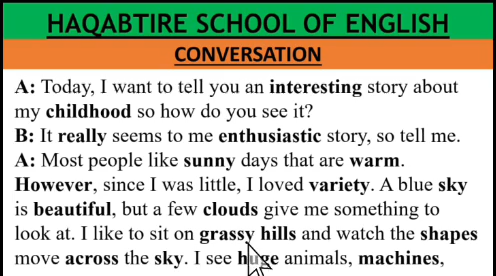 HAQABTIRE SCHOOL OF ENGLISH
CONVERSATION
A: Today, I want to tell you an interesting story about
my childhood so how do you see it?
B: It really seems to me enthusiastic story, so tell me.
A: Most people like sunny days that are warm.
However, since I was little, I loved variety. A blue sky
is beautiful, but a few clouds give me something to
look at. I like to sit on grassy hills and watch the shapes
move across the sky. I see huge animals, machines,